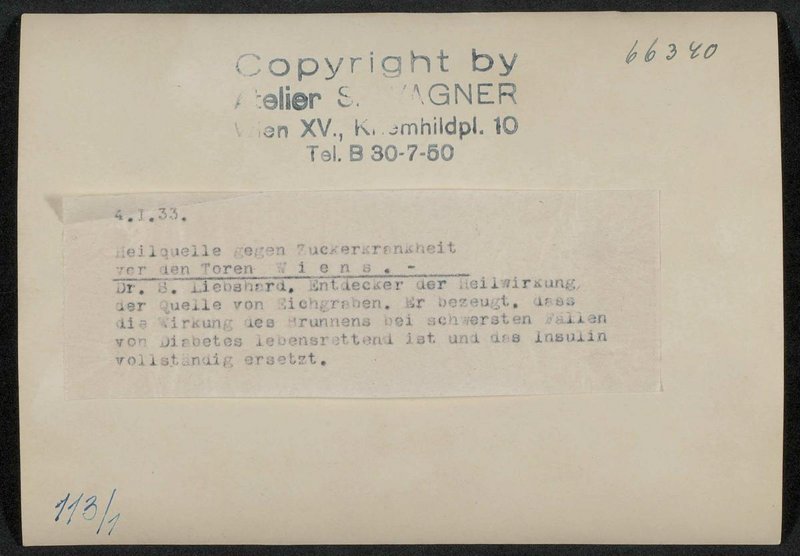 66340
Copyright by
Atelier S. WAGNER
Wien XV., Kriemhildpl. 10
Tel. B 30-7-50
4.I.33.
Heilquelle gegen Zuckerkrankheit
vor den Toren W i e n s . -
Dr. S. Liebshard, Entdecker der Heilwirkung
der Quelle von Eichgraben. Er bezeugt, dass
die Wirkung des Brunnens bei schwersten Fällen
von Diabetes lebensrettend ist und das Insulin
vollständig ersetzt.
113/1